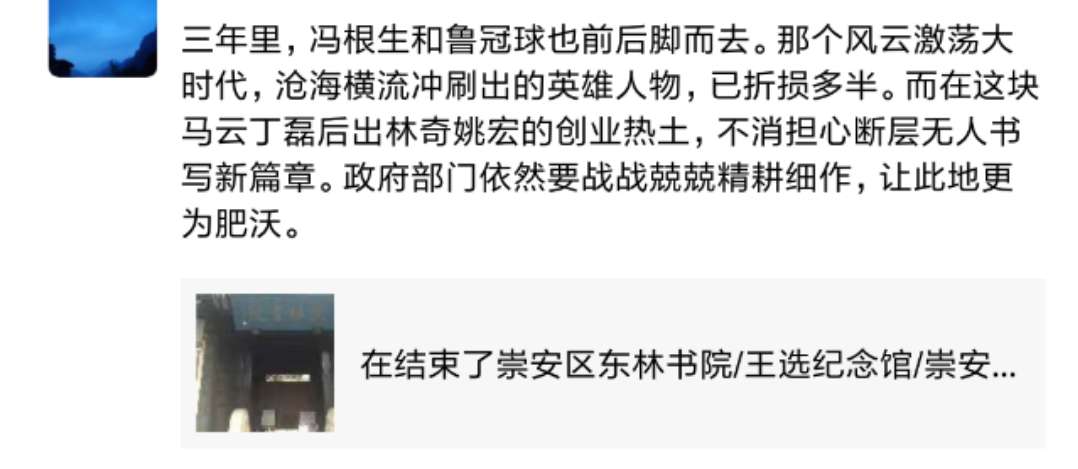 三年里，冯根生和鲁冠球也前后脚而去。那个风云激荡大
时代，沧海横流冲刷出的英雄人物，已折损多半。而在这块
马云丁磊后出林奇姚宏的创业热土，不消担心断层无人书
写新篇章。政府部门依然要战战兢兢精耕细作，让此地更
为肥沃。
在结束了崇安区东林书院/王选纪念馆/崇安...